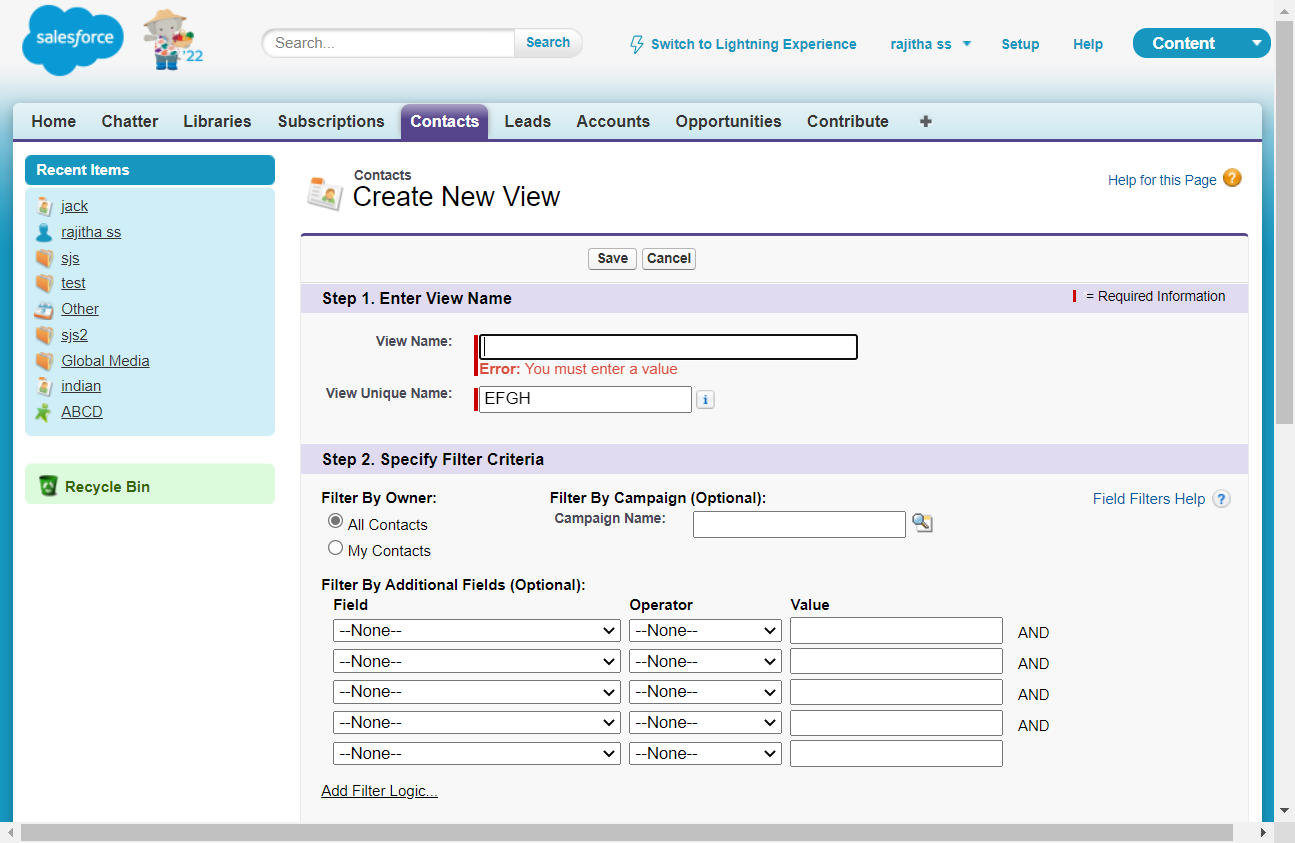 salesforce
'22
Search...
Search
Switch to Lightning Experience
rajitha ss
Setup
Help
Content
Home
Chatter
Libraries
Subscriptions
Contacts
Leads
Accounts
Opportunities
Contribute
+
Recent Items
jack
rajitha ss
sjs
test
Other
sjs2
Global Media
indian
ABCD
Recycle Bin
Contacts
Create New View
Help for this Page ?
Save
Cancel
Step 1. Enter View Name
= Required Information
View Name:
Error: You must enter a value
View Unique Name:
EFGH
i
Step 2. Specify Filter Criteria
Filter By Owner:
All Contacts
My Contacts
Filter By Campaign (Optional):
Campaign Name:
Field Filters Help ?
Filter By Additional Fields (Optional):
Field Operator Value
--None-- --None-- AND
--None-- --None-- AND
--None-- --None-- AND
--None-- --None-- AND
--None-- --None--
Add Filter Logic...